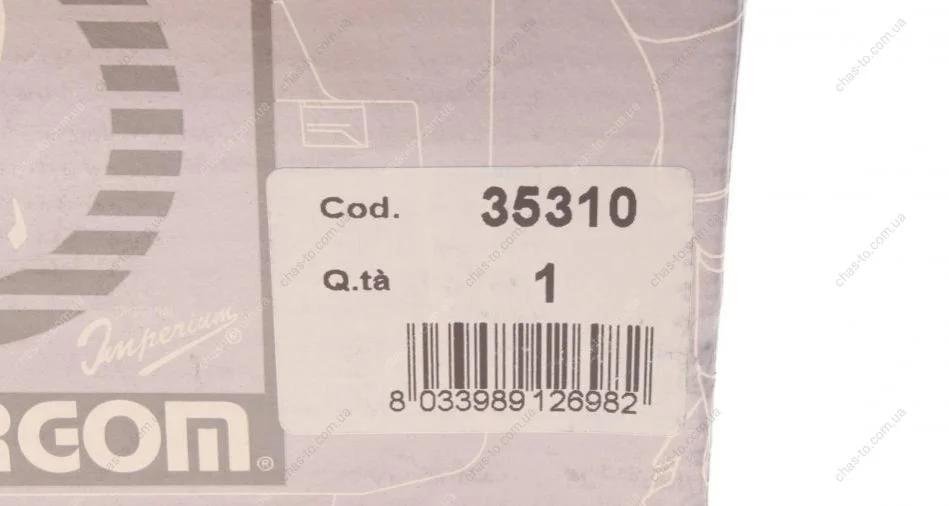 Cod. 35310
Q.tà 1
8 033989 126982
Imperium®
RGOM®
chas-to.com.ua